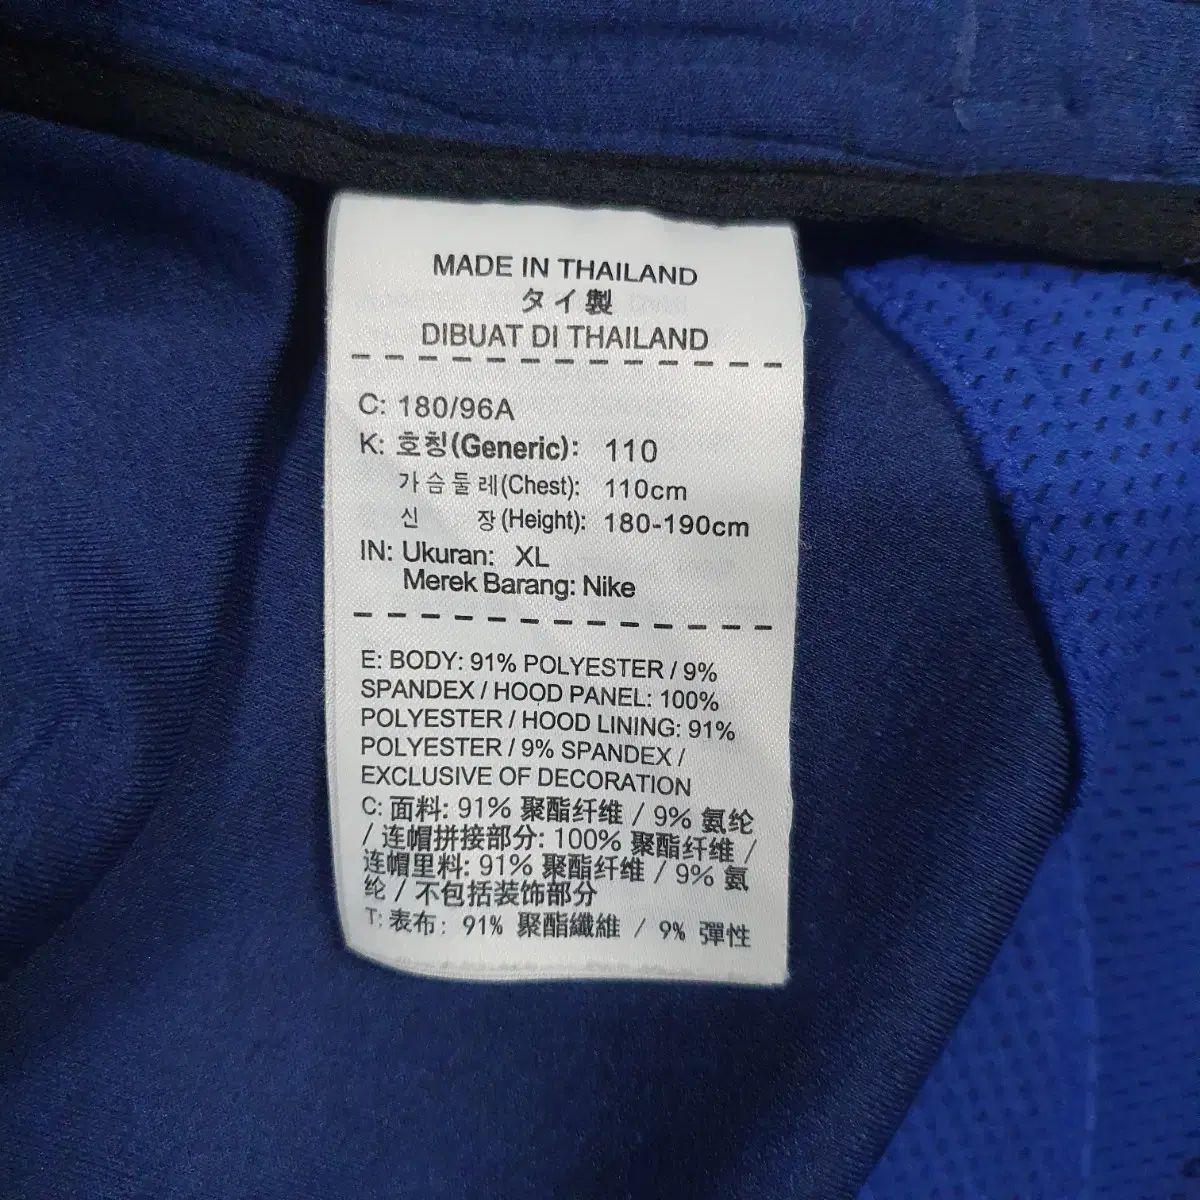 MADE IN THAILAND
タイ製
DIBUAT DI THAILAND
C: 180/96A
K: 호칭(Generic): 110
가슴둘레(Chest): 110cm
신 장(Height): 180-190cm
IN: Ukuran: XL
Merek Barang: Nike
E: BODY: 91% POLYESTER / 9%
SPANDEX / HOOD PANEL: 100%
POLYESTER / HOOD LINING: 91%
POLYESTER / 9% SPANDEX /
EXCLUSIVE OF DECORATION
C: 面料: 91% 聚酯纤维 / 9% 氨纶
/ 连帽拼接部分: 100% 聚酯纤维 /
连帽里料: 91% 聚酯纤维 / 9% 氨
纶 / 不包括装饰部分
T: 表布: 91% 聚酯纖維 / 9% 彈性